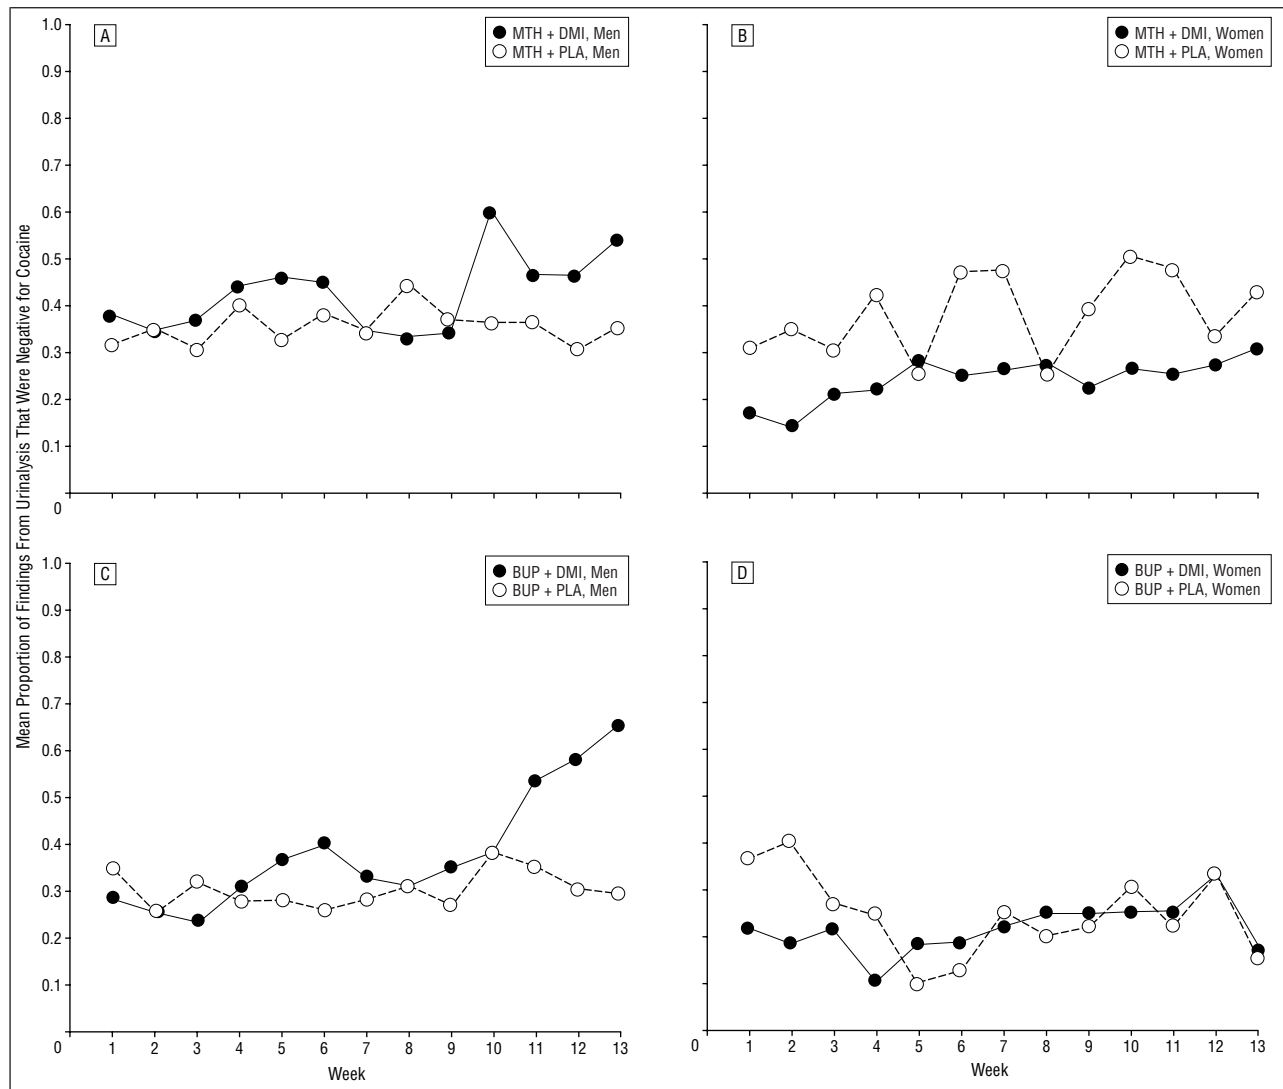 Mean Proportion of Findings From Urinalysis That Were Negative for Cocaine
A
MTH + DMI, Men
MTH + PLA, Men
1.0
0.9
0.8
0.7
0.6
0.5
0.4
0.3
0.2
0.1
0
B
MTH + DMI, Women
MTH + PLA, Women
C
BUP + DMI, Men
BUP + PLA, Men
1.0
0.9
0.8
0.7
0.6
0.5
0.4
0.3
0.2
0.1
0
1 2 3 4 5 6 7 8 9 10 11 12 13
Week
D
BUP + DMI, Women
BUP + PLA, Women
0
1 2 3 4 5 6 7 8 9 10 11 12 13
Week